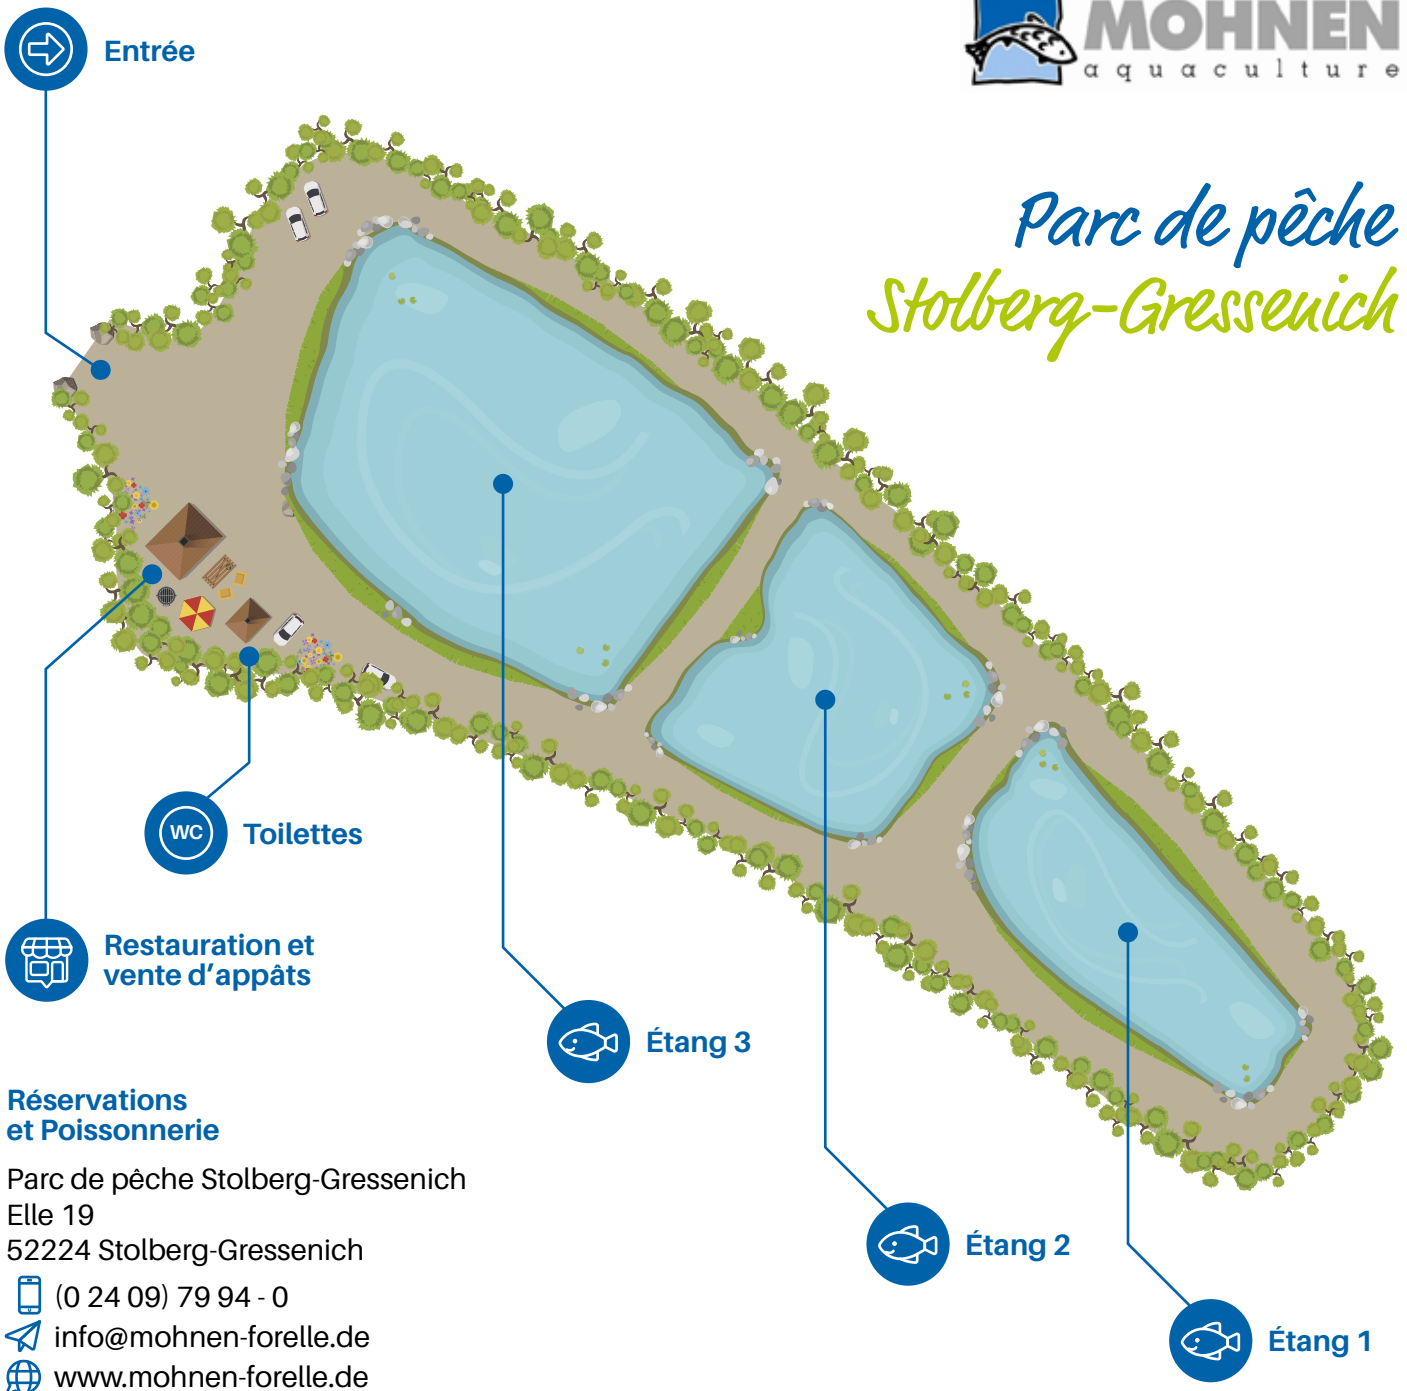 Entrée
MOHNEN
aquaculture
Parc de pêche
Stolberg-Gressenich
WC
Toilettes
Restauration et
vente d’appâts
Étang 3
Étang 2
Étang 1
Réservations
et Poissonnerie
Parc de pêche Stolberg-Gressenich
Elle 19
52224 Stolberg-Gressenich
(0 24 09) 79 94 - 0
info@mohnen-forelle.de
www.mohnen-forelle.de